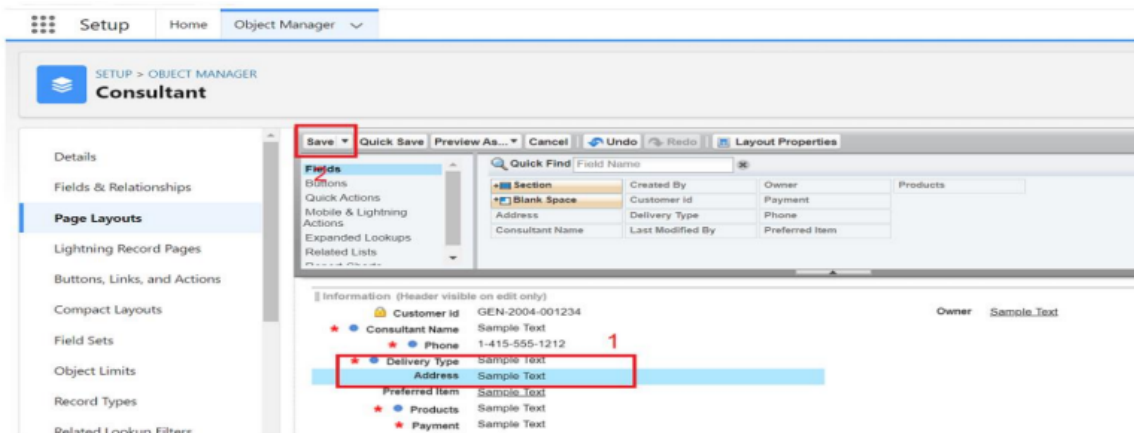 Setup Home Object Manager
SETUP > OBJECT MANAGER
Consultant
Details
Fields & Relationships
Page Layouts
Lightning Record Pages
Buttons, Links, and Actions
Compact Layouts
Field Sets
Object Limits
Record Types
Related Lookup Filters
Save Quick Save Preview As... Cancel Undo Redo Layout Properties
Fields
2
Buttons
Quick Actions
Mobile & Lightning
Actions
Expanded Lookups
Related Lists
Report Charts
Quick Find Field Name
Section Created By Owner Products
Blank Space Customer id Payment
Address Delivery Type Phone
Consultant Name Last Modified By Preferred Item
Information (Header visible on edit only)
Customer id GEN-2004-001234 Owner Sample Text
Consultant Name Sample Text
Phone 1-415-555-1212
1
Delivery Type Sample Text
Address Sample Text
Preferred Item Sample Text
Products Sample Text
Payment Sample Text